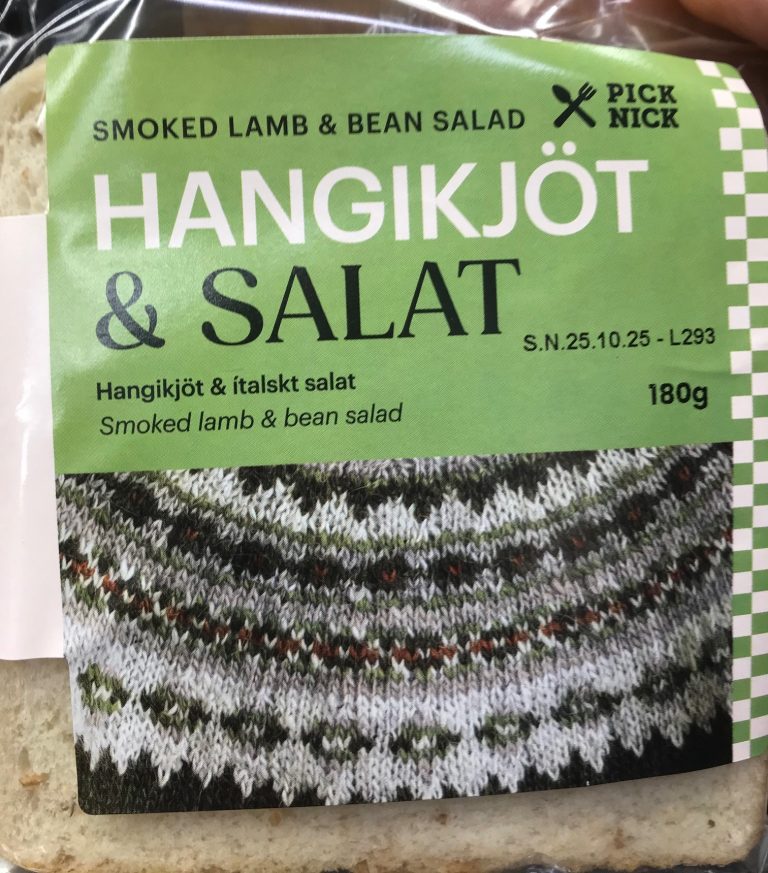 SMOKED LAMB & BEAN SALAD
PICK
NICK
HANGIKJÖT
& SALAT
S.N.25.10.25 - L293
Hangikjöt & ítalskt salat
180g
Smoked lamb & bean salad